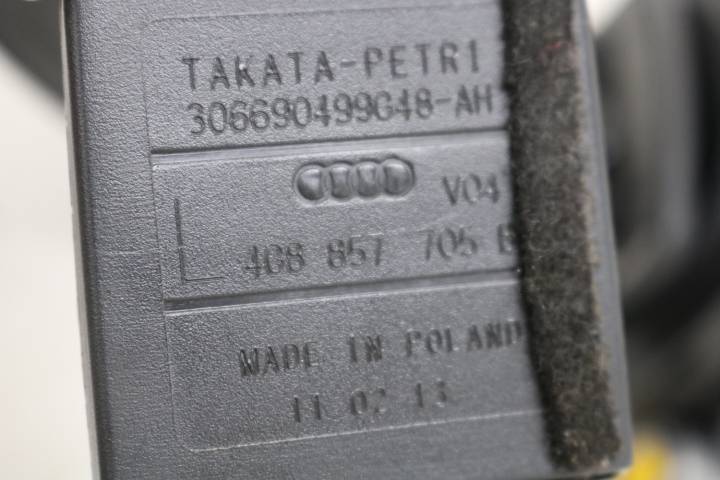 TAKATA-PETRI
306690499G48-AH
V04
L
4G8 857 705 B
MADE IN POLAND
11 02 13